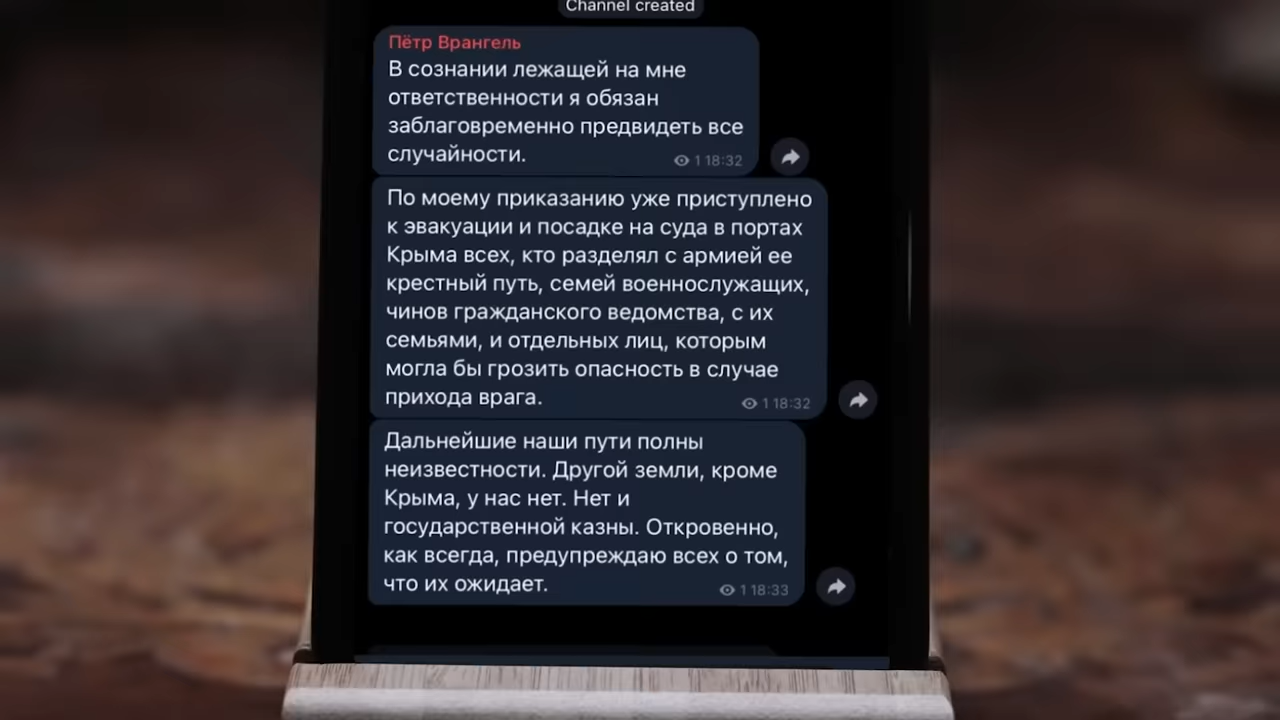 Channel created
Пётр Врангель
В сознании лежащей на мне
ответственности я обязан
заблаговременно предвидеть все
случайности.
1 18:32
По моему приказанию уже приступлено
к эвакуации и посадке на суда в портах
Крыма всех, кто разделял с армией ее
крестный путь, семей военнослужащих,
чинов гражданского ведомства, с их
семьями, и отдельных лиц, которым
могла бы грозить опасность в случае
прихода врага.
1 18:32
Дальнейшие наши пути полны
неизвестности. Другой земли, кроме
Крыма, у нас нет. Нет и
государственной казны. Откровенно,
как всегда, предупреждаю всех о том,
что их ожидает.
1 18:33